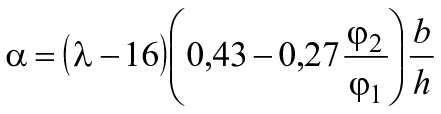 α = (λ – 16)(0,43 – 0,27 φ₂/φ₁) b/h